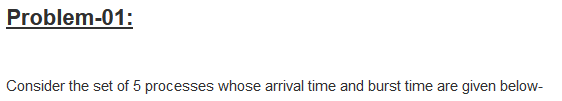 Problem-01:
Consider the set of 5 processes whose arrival time and burst time are given below-